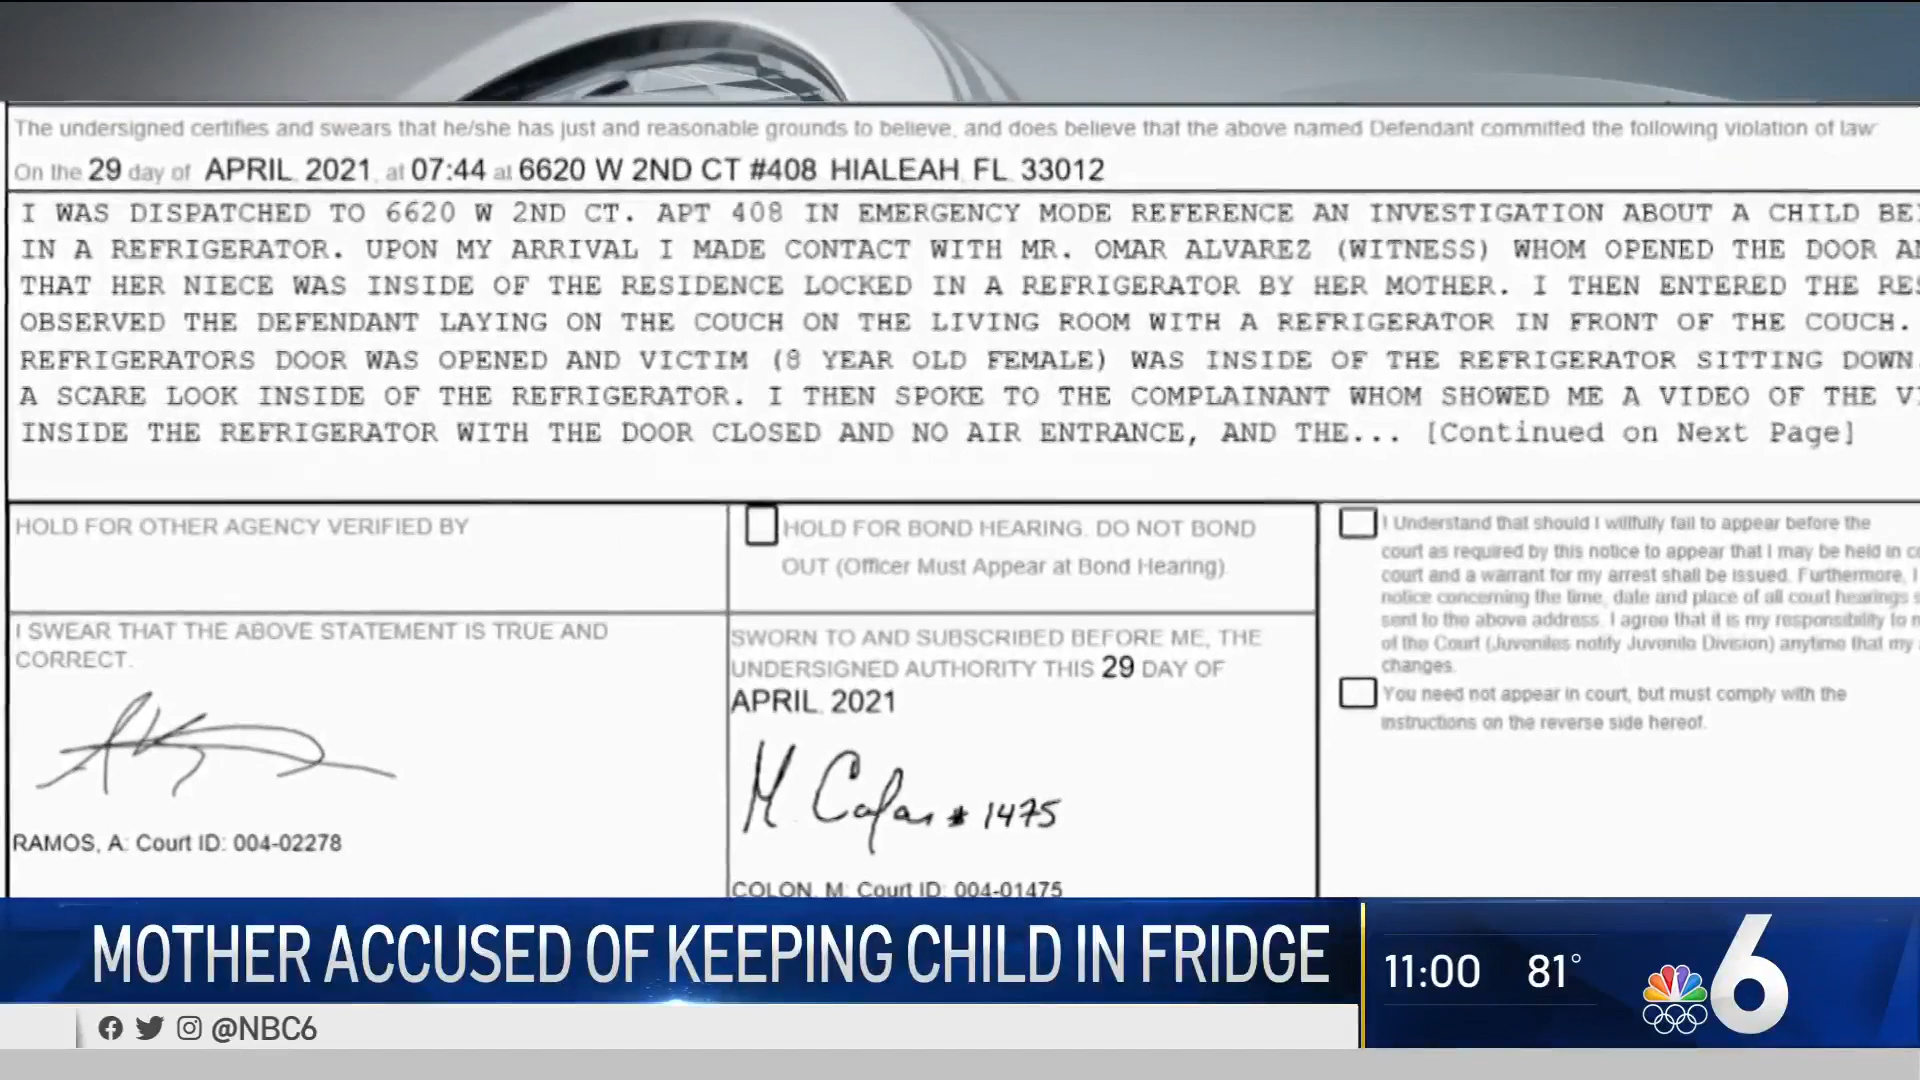 The undersigned certifies and swears that he/she has just and reasonable grounds to believe, and does believe that the above named Defendant committed the following violation of law
On the 29 day of APRIL, 2021, at 07:44 at 6620 W 2ND CT #408 HIALEAH, FL 33012
I WAS DISPATCHED TO 6620 W 2ND CT. APT 408 IN EMERGENCY MODE REFERENCE AN INVESTIGATION ABOUT A CHILD BEI
IN A REFRIGERATOR. UPON MY ARRIVAL I MADE CONTACT WITH MR. OMAR ALVAREZ (WITNESS) WHOM OPENED THE DOOR AN
THAT HER NIECE WAS INSIDE OF THE RESIDENCE LOCKED IN A REFRIGERATOR BY HER MOTHER. I THEN ENTERED THE RES
OBSERVED THE DEFENDANT LAYING ON THE COUCH ON THE LIVING ROOM WITH A REFRIGERATOR IN FRONT OF THE COUCH.
REFRIGERATORS DOOR WAS OPENED AND VICTIM (8 YEAR OLD FEMALE) WAS INSIDE OF THE REFRIGERATOR SITTING DOWN
A SCARE LOOK INSIDE OF THE REFRIGERATOR. I THEN SPOKE TO THE COMPLAINANT WHOM SHOWED ME A VIDEO OF THE VI
INSIDE THE REFRIGERATOR WITH THE DOOR CLOSED AND NO AIR ENTRANCE, AND THE... [Continued on Next Page]
HOLD FOR OTHER AGENCY VERIFIED BY
HOLD FOR BOND HEARING. DO NOT BOND
OUT (Officer Must Appear at Bond Hearing).
I Understand that should I willfully fail to appear before the
court as required by this notice to appear that I may be held in co
court and a warrant for my arrest shall be issued. Furthermore, I
notice concerning the time, date and place of all court hearings s
sent to the above address. I agree that it is my responsibility to n
of the Court (Juveniles notify Juvenile Division) anytime that my
changes.
You need not appear in court, but must comply with the
instructions on the reverse side hereof.
I SWEAR THAT THE ABOVE STATEMENT IS TRUE AND
CORRECT.
RAMOS, A: Court ID: 004-02278
SWORN TO AND SUBSCRIBED BEFORE ME, THE
UNDERSIGNED AUTHORITY THIS 29 DAY OF
APRIL, 2021
M. Colon # 1475
COLON, M: Court ID: 004-01475
MOTHER ACCUSED OF KEEPING CHILD IN FRIDGE
11:00 81°
6
@NBC6